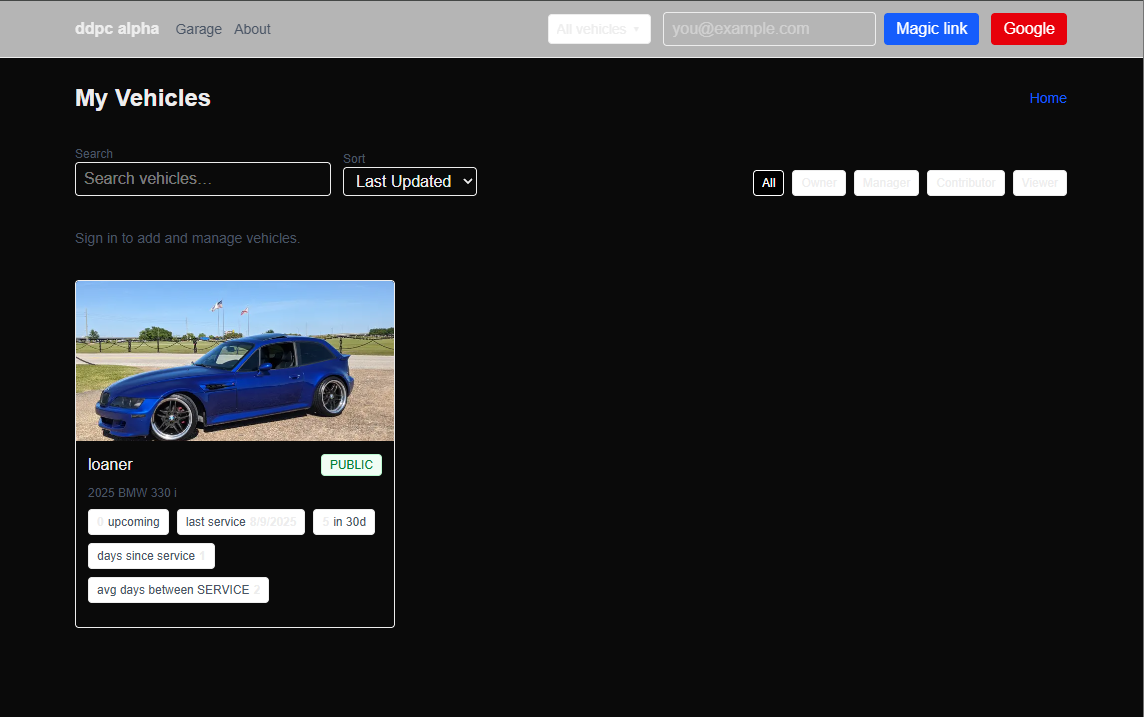 ddpc alpha Garage About All vehicles ▾ you@example.com Magic link Google
My Vehicles Home
Search
Sort
Search vehicles…
Last Updated
All Owner Manager Contributor Viewer
Sign in to add and manage vehicles.
loaner PUBLIC
2025 BMW 330 i
0 upcoming last service 8/9/2025 5 in 30d
days since service 1
avg days between SERVICE 2